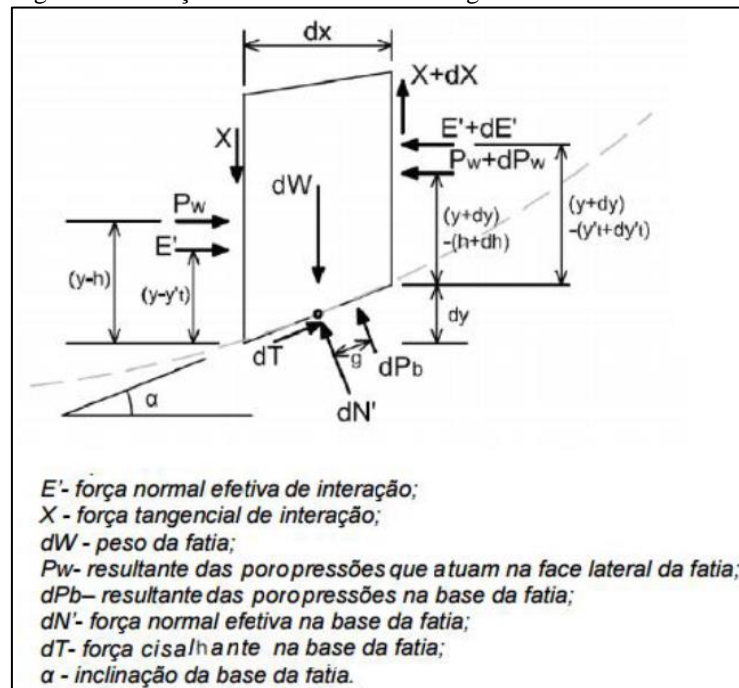 dx
X+dX
X
E'+dE'
Pw+dPw
dW
Pw
E'
(y+dy)
-(h+dh)
(y+dy)
-(y't+dy't)
(y-h)
(y-y't)
dy
dT
g
dPb
dN'
α
E'- força normal efetiva de interação;
X - força tangencial de interação;
dW - peso da fatia;
Pw- resultante das poropressões que atuam na face lateral da fatia;
dPb– resultante das poropressões na base da fatia;
dN'- força normal efetiva na base da fatia;
dT- força cisalhante na base da fatia;
α - inclinação da base da fatia.